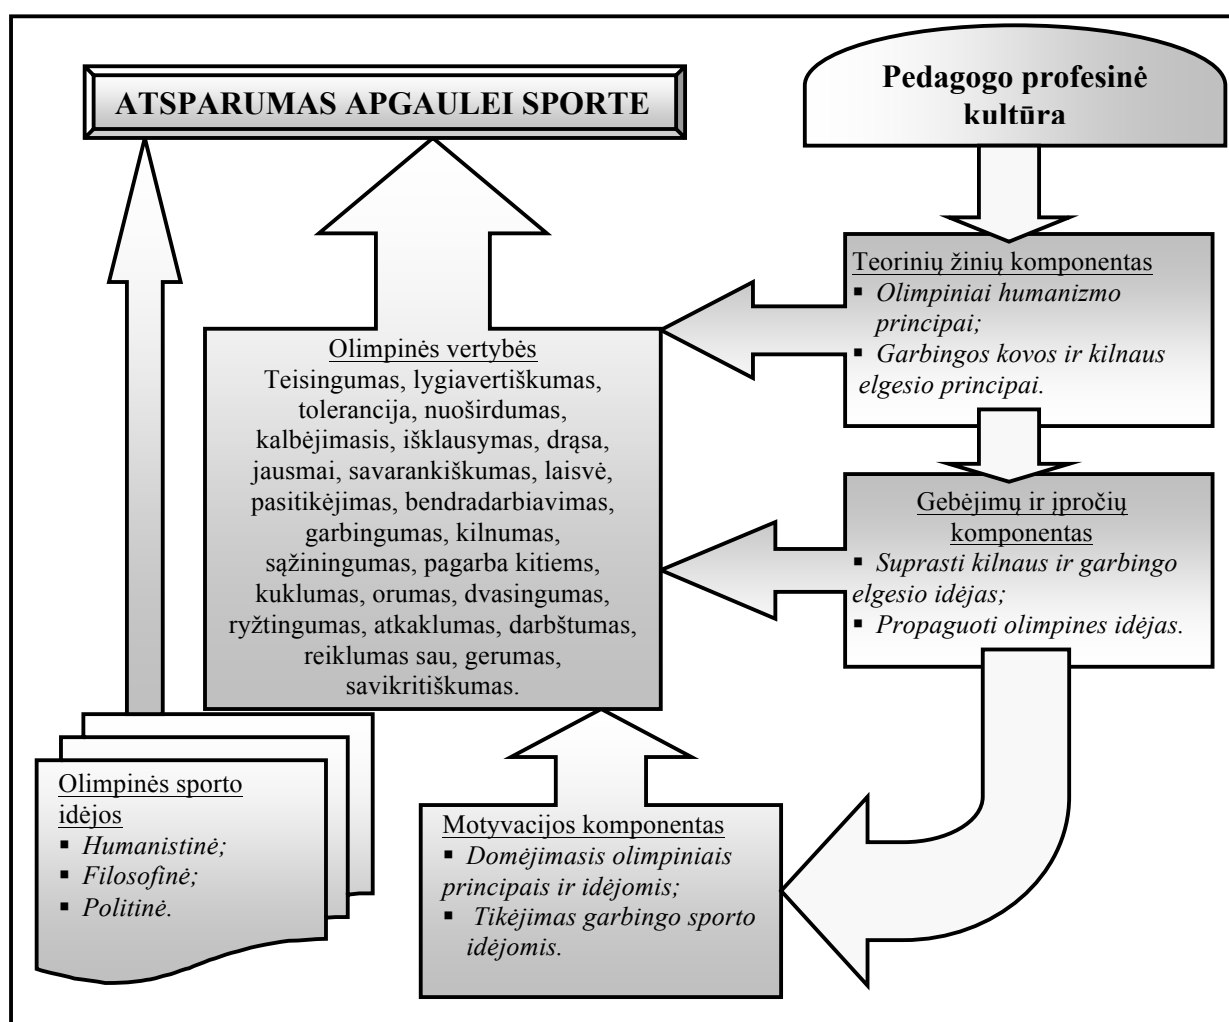 ATSPARUMAS APGAULEI SPORTE
Pedagogo profesinė
kultūra
Teorinių žinių komponentas
▪ Olimpiniai humanizmo
principai;
▪ Garbingos kovos ir kilnaus
elgesio principai.
Olimpinės vertybės
Teisingumas, lygiavertiškumas,
tolerancija, nuoširdumas,
kalbėjimasis, išklausymas, drąsa,
jausmai, savarankiškumas, laisvė,
pasitikėjimas, bendradarbiavimas,
garbingumas, kilnumas,
sąžiningumas, pagarba kitiems,
kuklumas, orumas, dvasingumas,
ryžtingumas, atkaklumas, darbštumas,
reiklumas sau, gerumas,
savikritiškumas.
Gebėjimų ir įpročių
komponentas
▪ Suprasti kilnaus ir garbingo
elgesio idėjas;
▪ Propaguoti olimpines idėjas.
Olimpinės sporto
idėjos
▪ Humanistinė;
▪ Filosofinė;
▪ Politinė.
Motyvacijos komponentas
▪ Domėjimasis olimpiniais
principais ir idėjomis;
▪ Tikėjimas garbingo sporto
idėjomis.